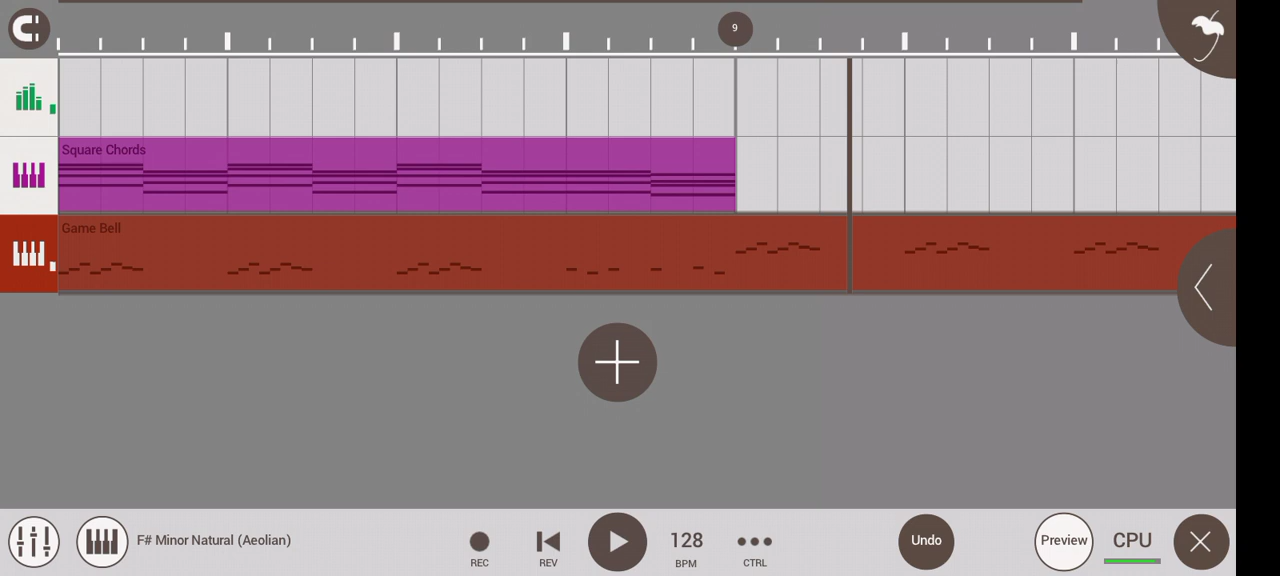 9
Square Chords
Game Bell
F# Minor Natural (Aeolian)
REC
REV
128
BPM
CTRL
Undo
Preview
CPU